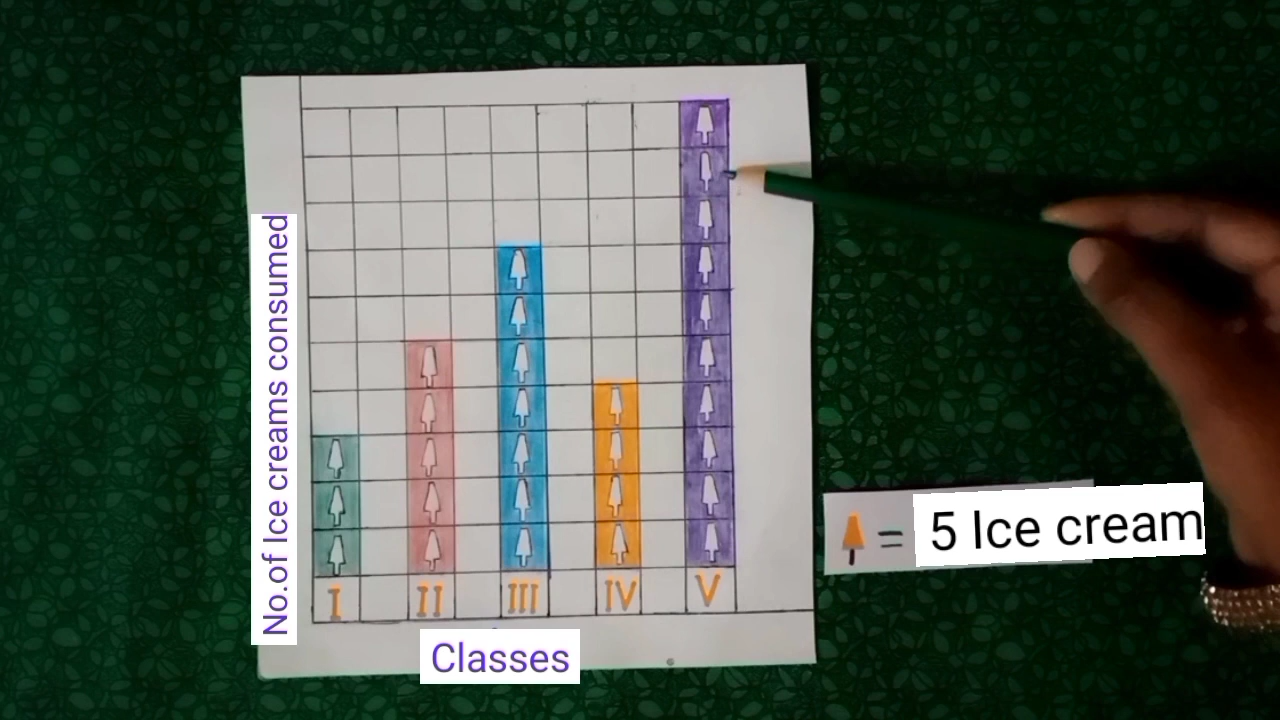 No.of Ice creams consumed
I II III IV V
Classes
= 5 Ice cream